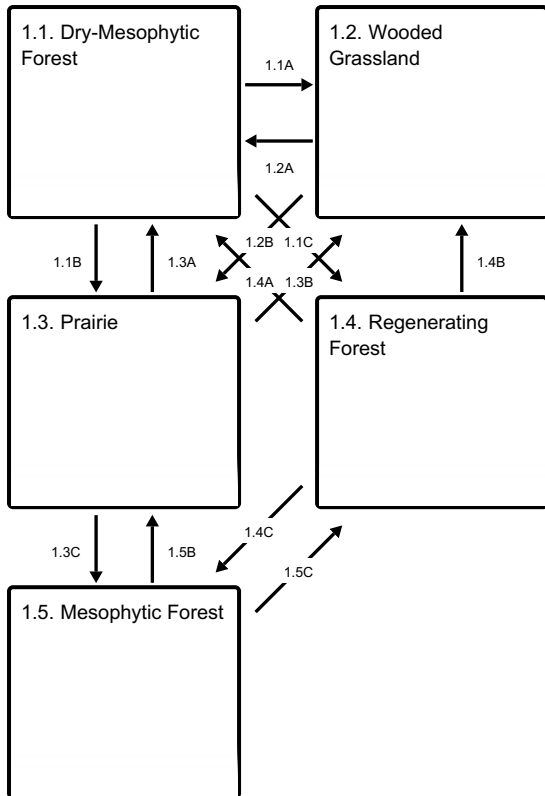 1.1. Dry-Mesophytic
Forest
1.2. Wooded
Grassland
1.1A
1.2A
1.1B
1.3A
1.2B
1.1C
1.4A
1.3B
1.4B
1.3. Prairie
1.4. Regenerating
Forest
1.3C
1.5B
1.4C
1.5C
1.5. Mesophytic Forest